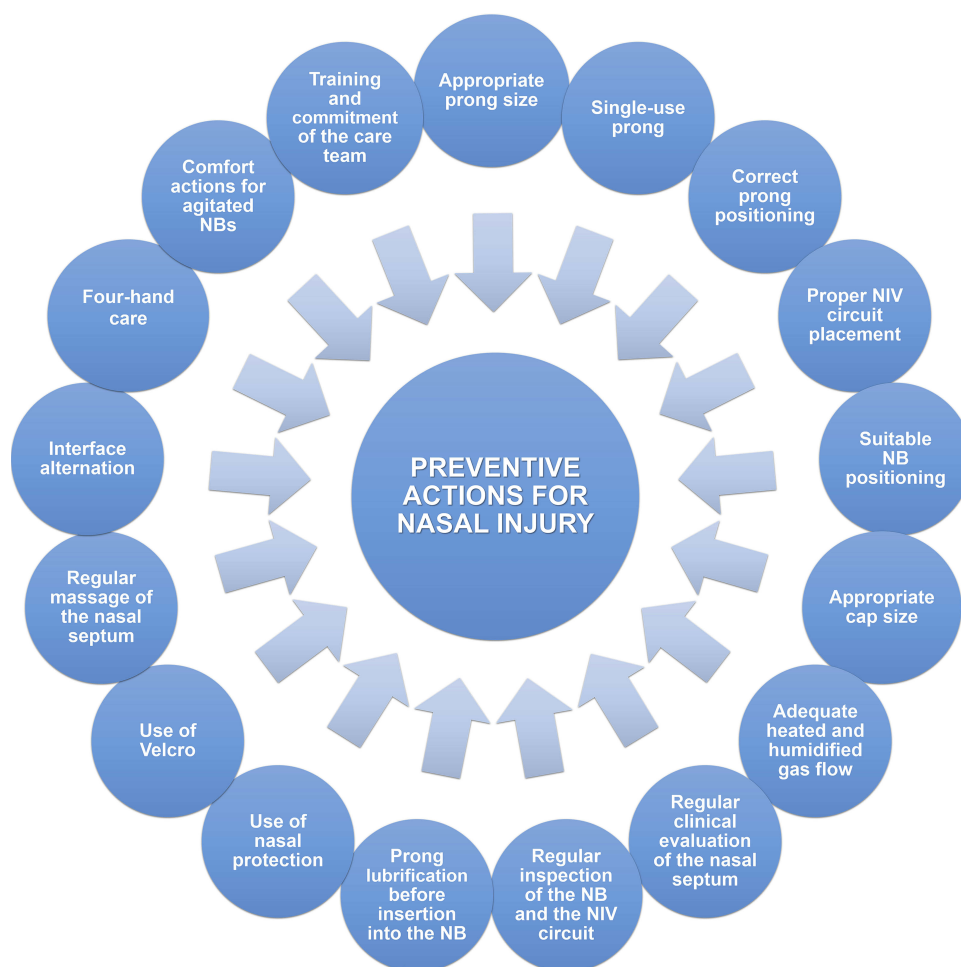 Appropriate
prong size
Single-use
prong
Correct
prong
positioning
Proper NIV
circuit
placement
Suitable
NB
positioning
Appropriate
cap size
Adequate
heated and
humidified
gas flow
Regular
clinical
evaluation
of the nasal
septum
Regular
inspection
of the NB
and the NIV
circuit
Prong
lubrification
before
insertion
into the NB
Use of
nasal
protection
Use of
Velcro
Regular
massage of
the nasal
septum
Interface
alternation
Four-hand
care
Comfort
actions for
agitated
NBs
Training
and
commitment
of the care
team
PREVENTIVE
ACTIONS FOR
NASAL INJURY